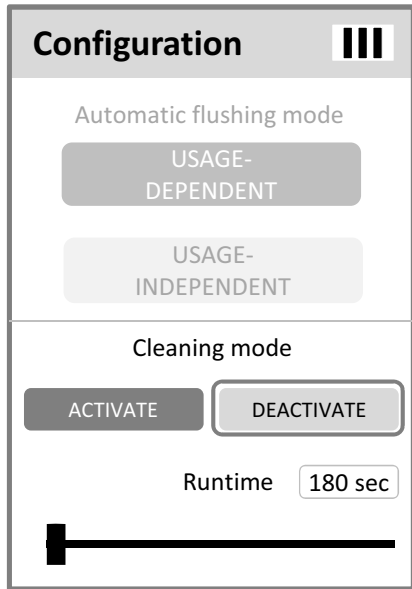 Configuration
Automatic flushing mode
USAGE-
DEPENDENT
USAGE-
INDEPENDENT
Cleaning mode
ACTIVATE DEACTIVATE
Runtime 180 sec